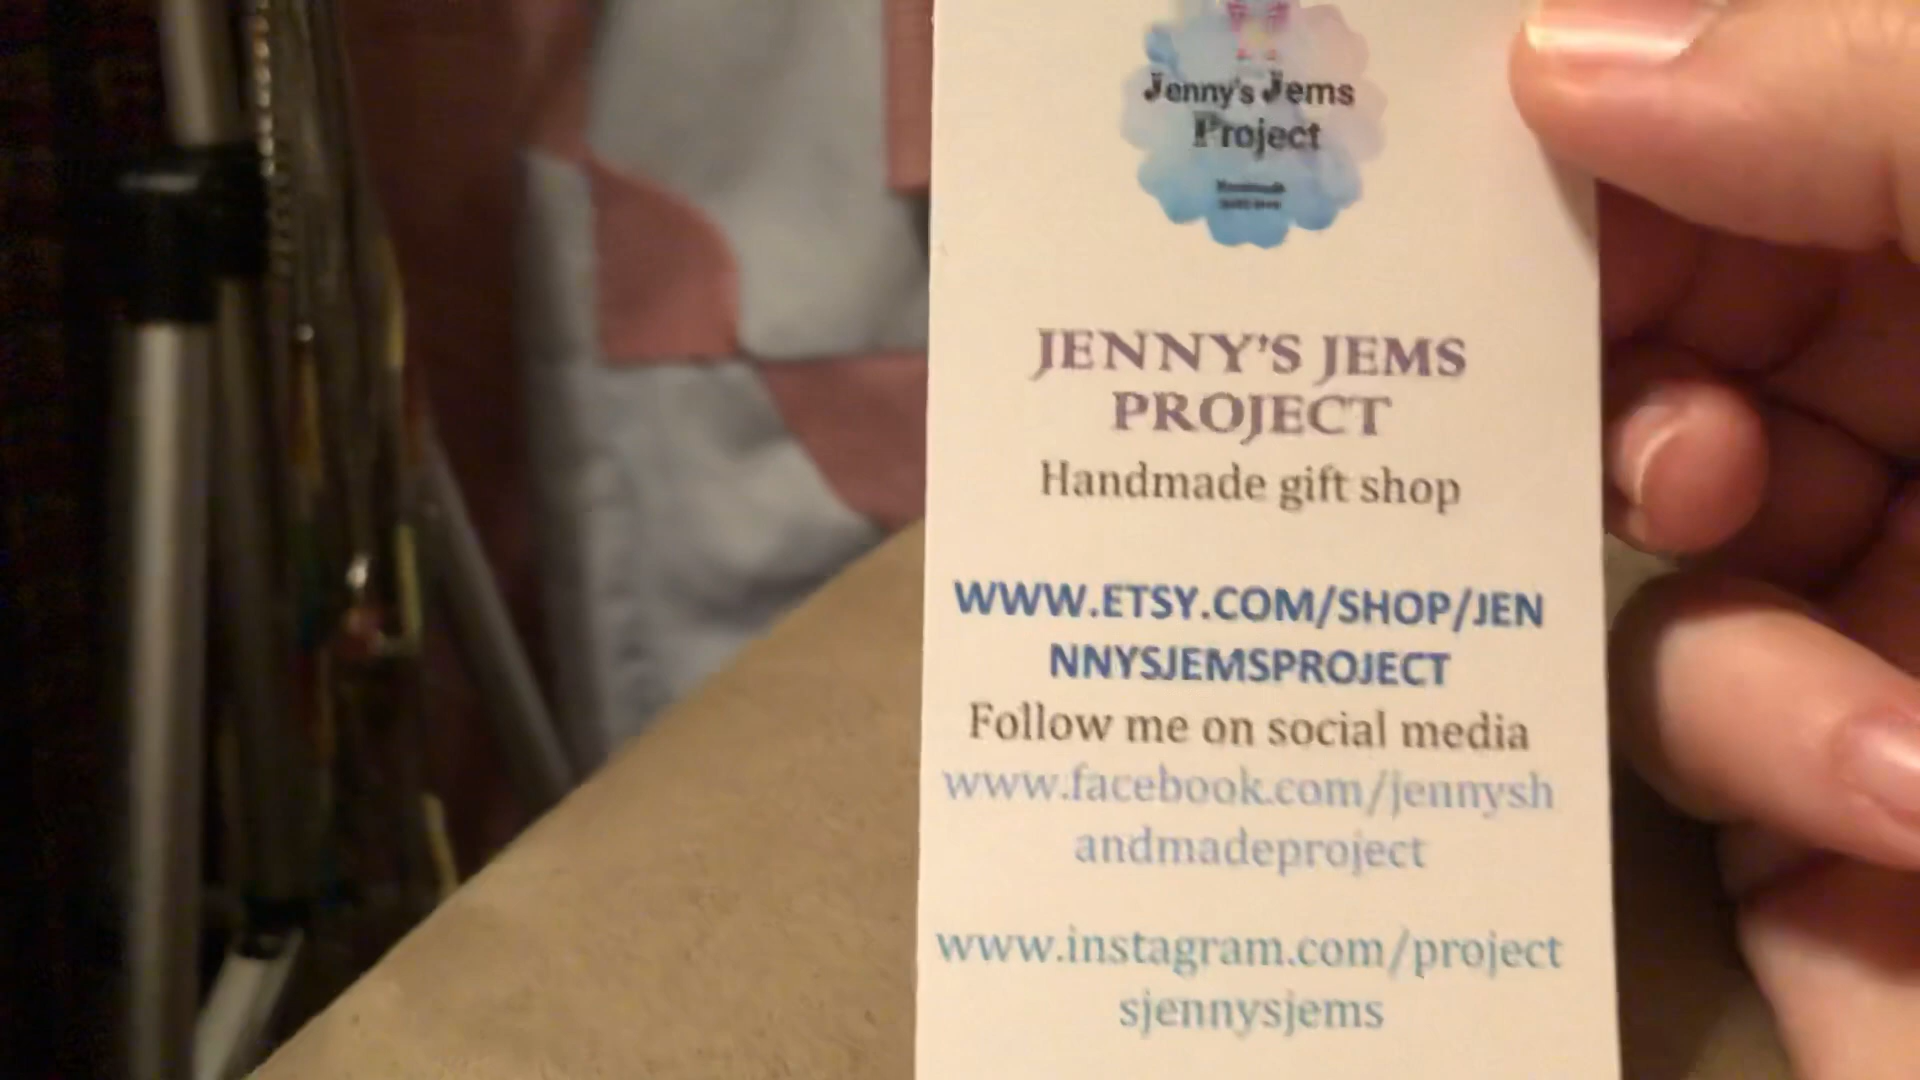 Jenny's Jems
Project
Handmade
JENNY'S JEMS
PROJECT
Handmade gift shop
WWW.ETSY.COM/SHOP/JEN
NNYSJEMSPROJECT
Follow me on social media
www.facebook.com/jennysh
andmadeproject
www.instagram.com/project
sjennysjems